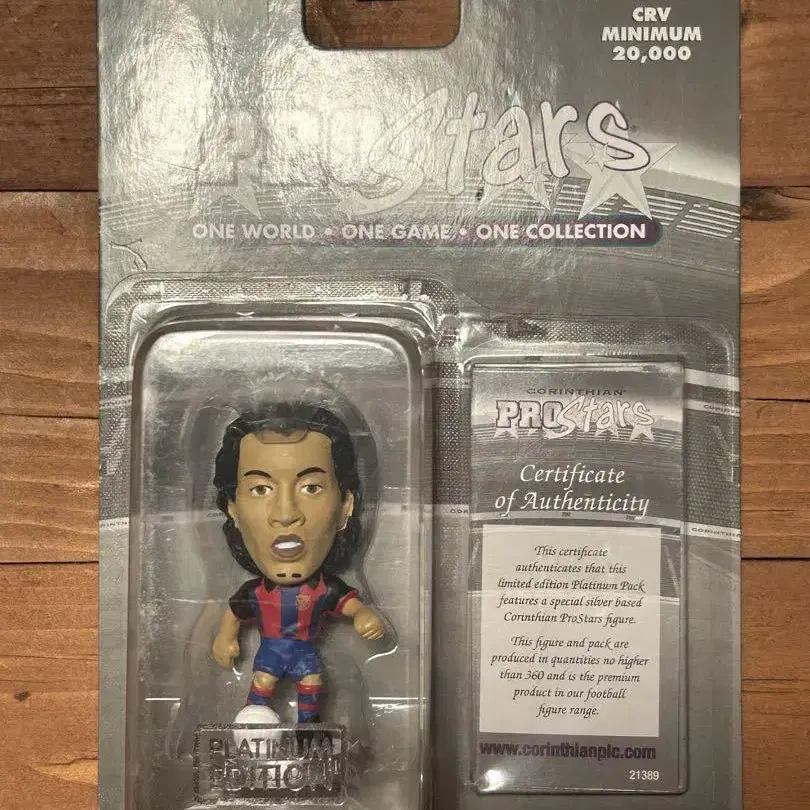 CRV
MINIMUM
20,000
PROStars
ONE WORLD • ONE GAME • ONE COLLECTION
CORINTHIAN
PROStars
Certificate
of Authenticity
This certificate
authenticates that this
limited edition Platinum Pack
features a special silver based
Corinthian ProStars figure.
This figure and pack are
produced in quantities no higher
than 360 and is the premium
product in our football
figure range.
www.corinthianplc.com
21389
PLATINUM
EDITION